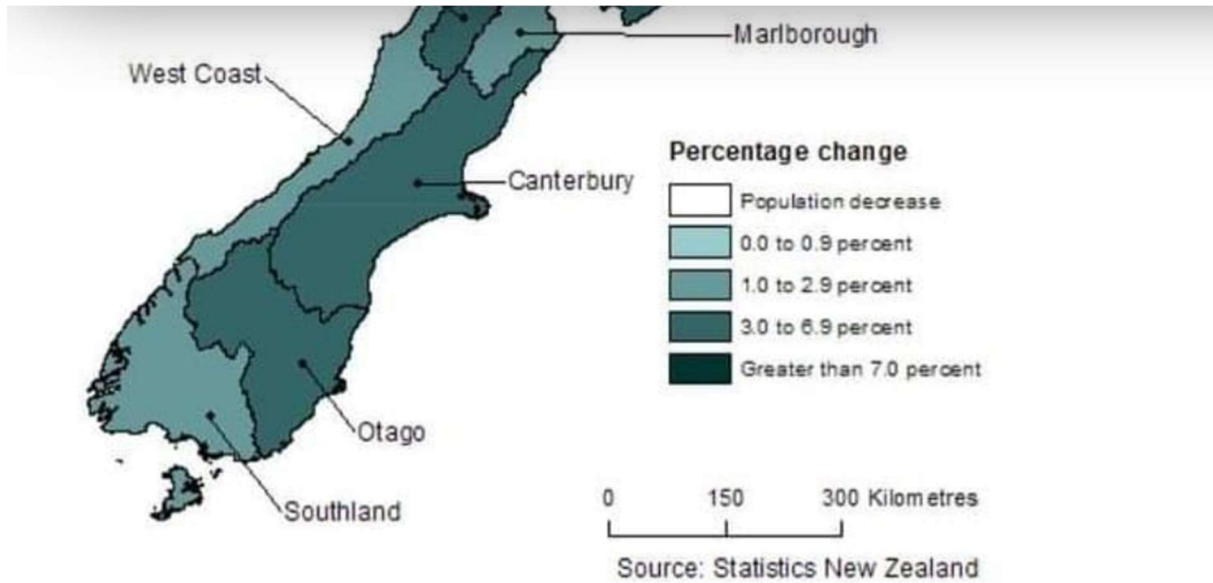 Marlborough
West Coast
Percentage change
Canterbury
Population decrease
0.0 to 0.9 percent
1.0 to 2.9 percent
3.0 to 6.9 percent
Greater than 7.0 percent
Otago
Southland
0 150 300 Kilometres
Source: Statistics New Zealand